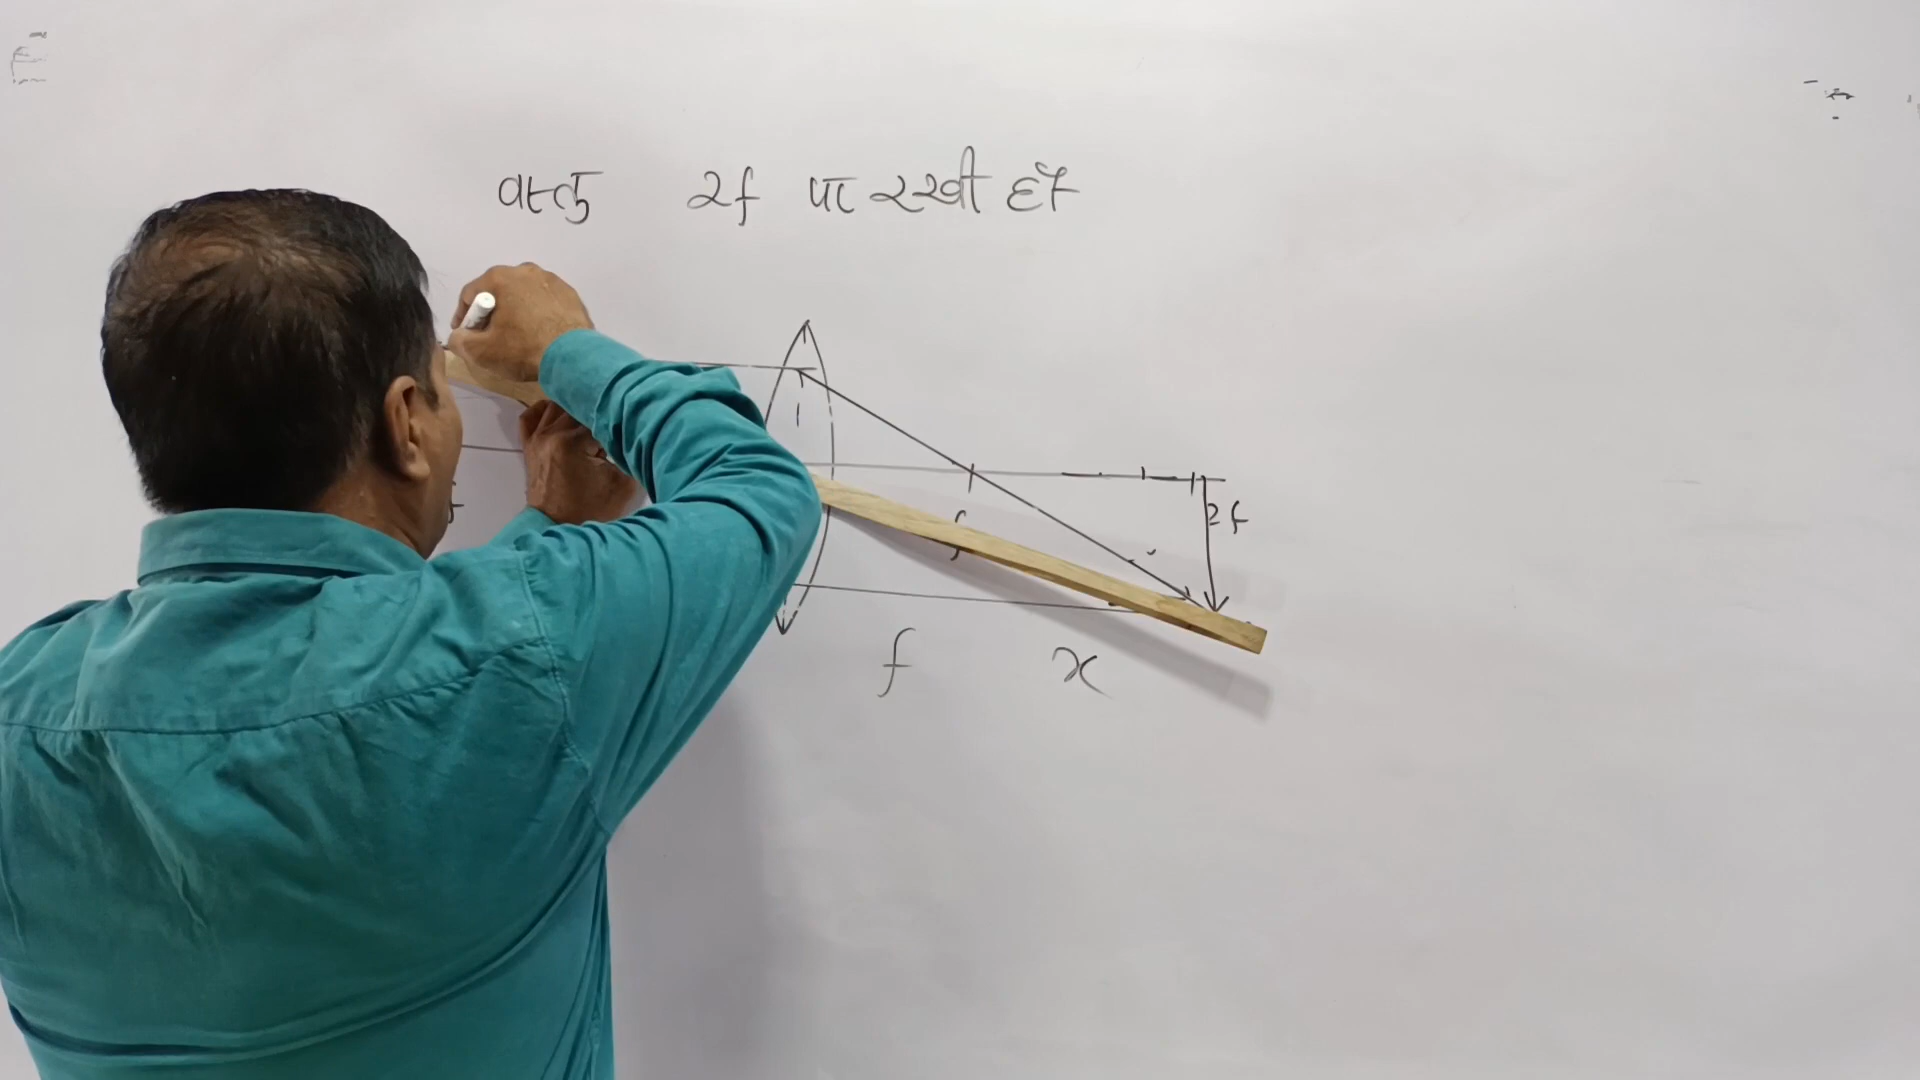 वस्तु 2f पर रखी हैं
f
f
2f
f x